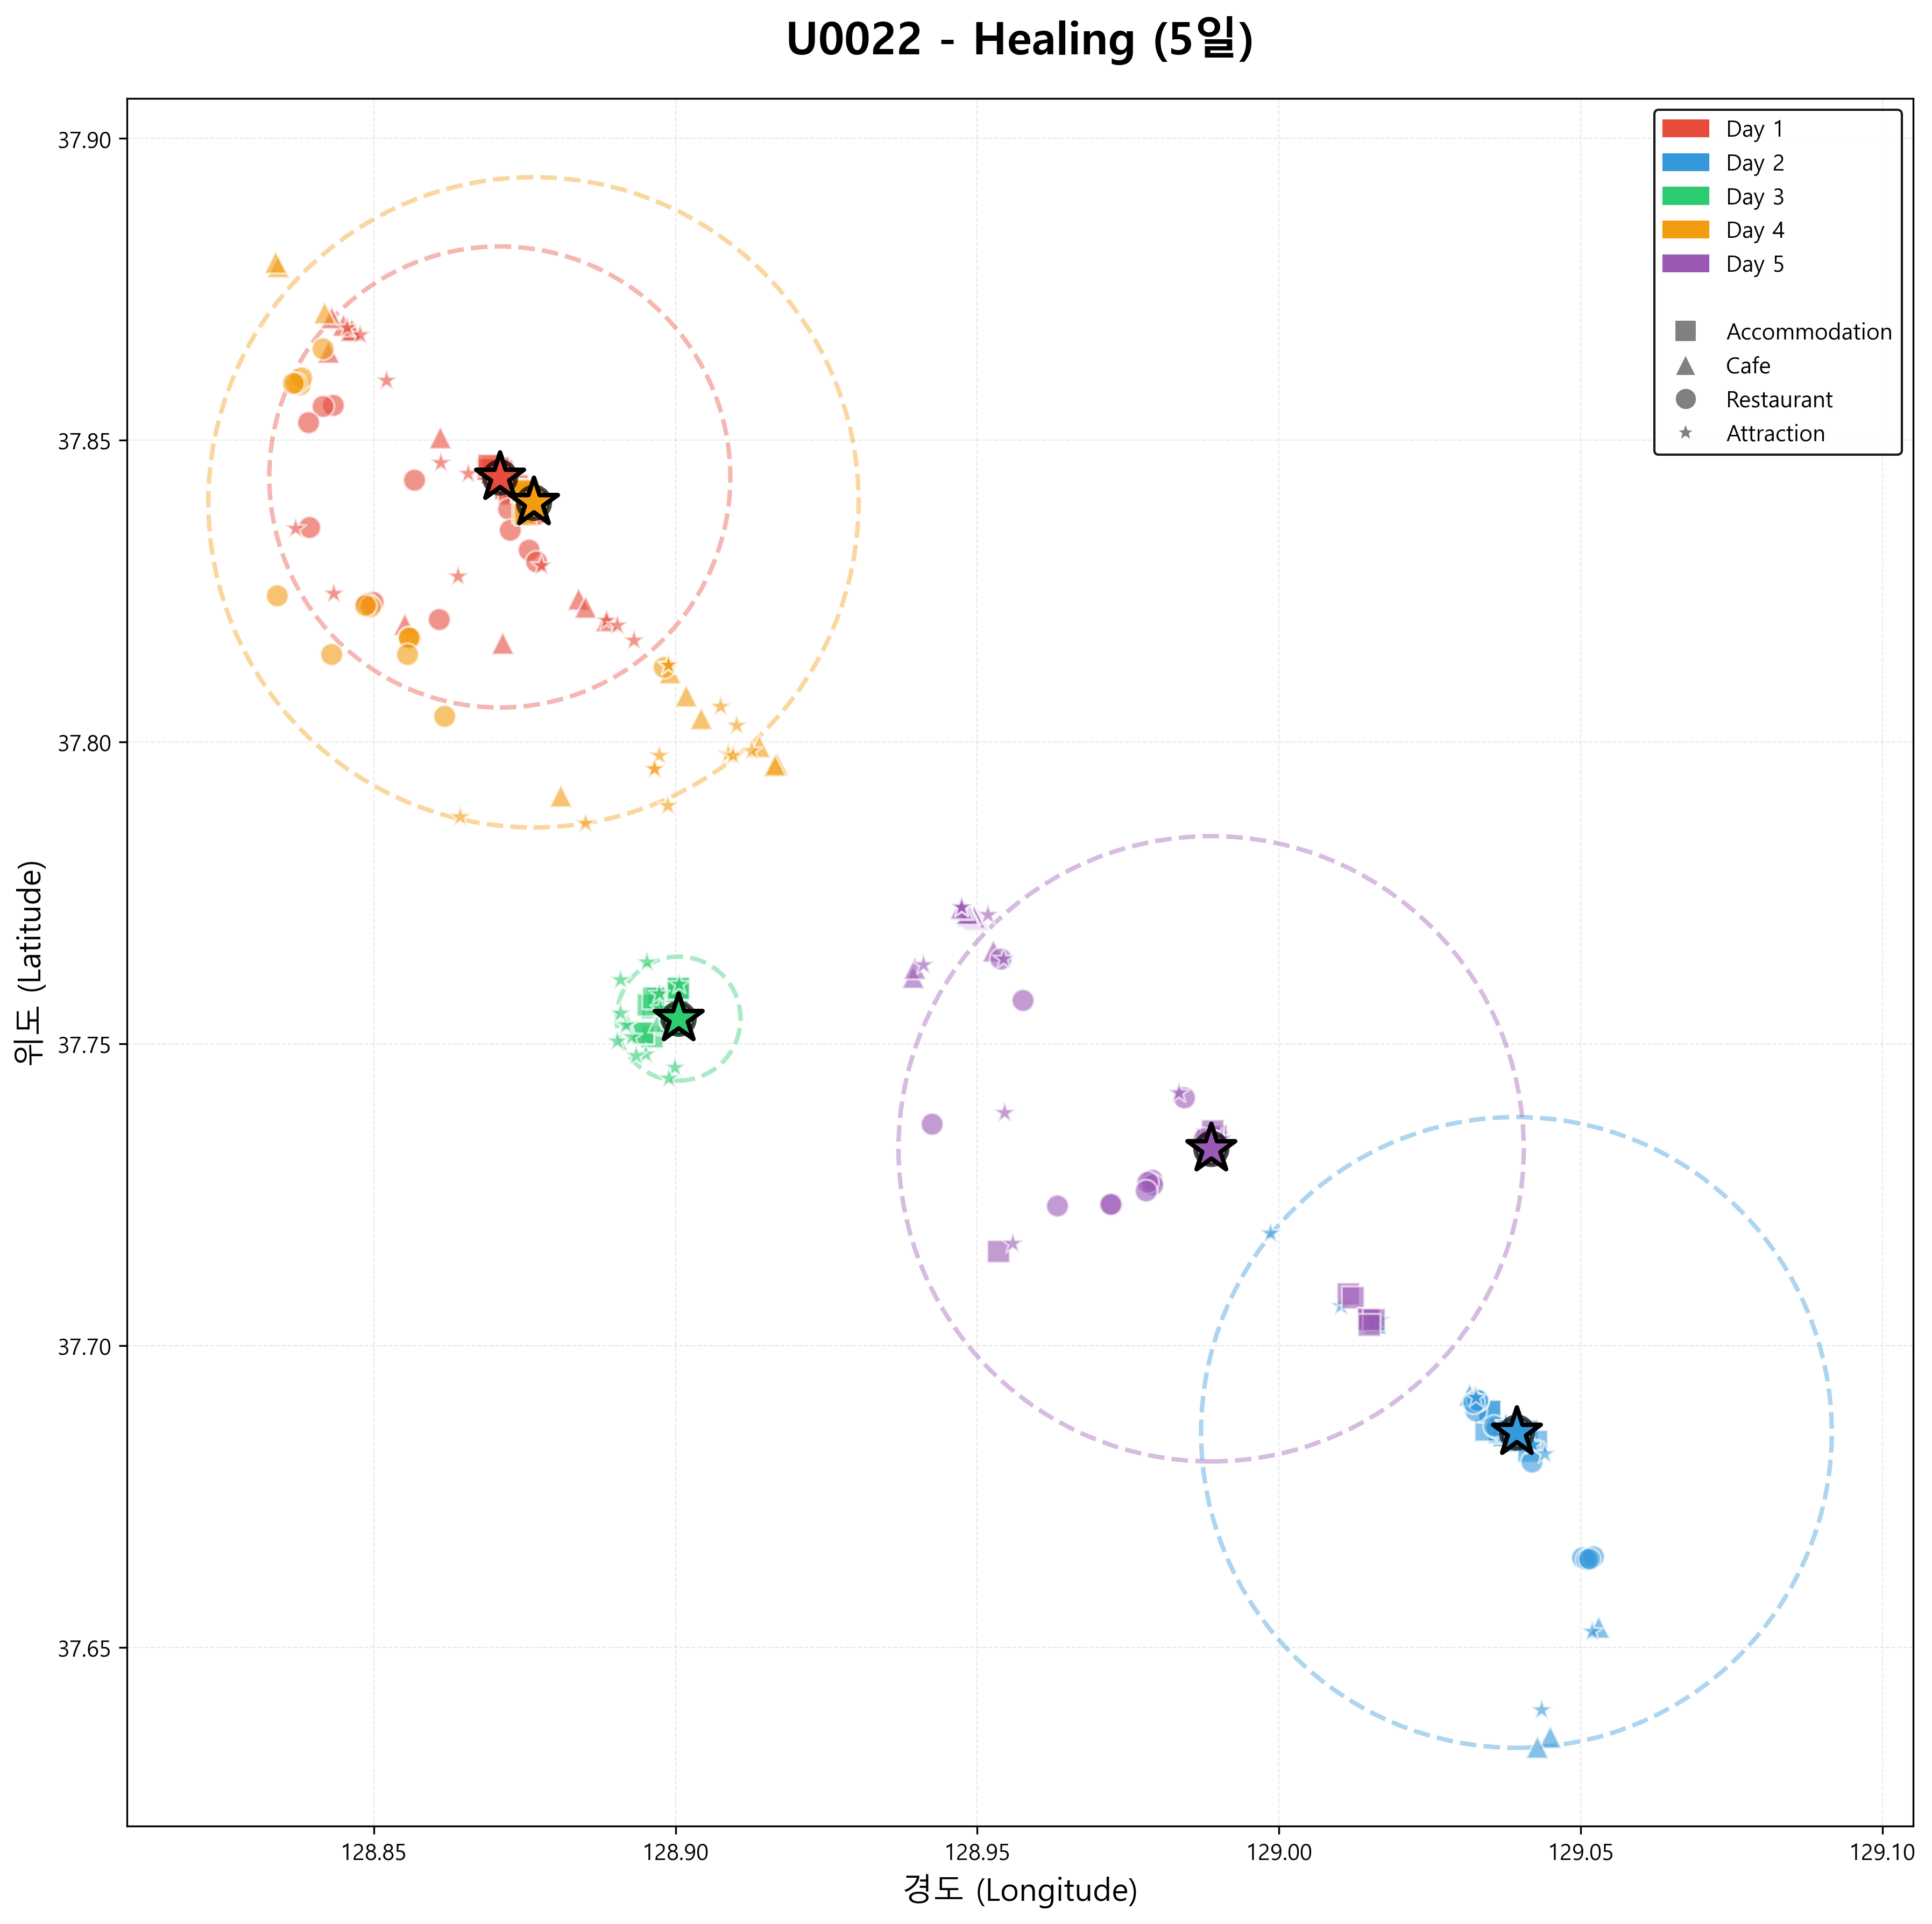 U0022 - Healing (5일)
Day 1
Day 2
Day 3
Day 4
Day 5
Accommodation
Cafe
Restaurant
Attraction
위도 (Latitude)
37.90
37.85
37.80
37.75
37.70
37.65
128.85
128.90
128.95
129.00
129.05
129.10
경도 (Longitude)